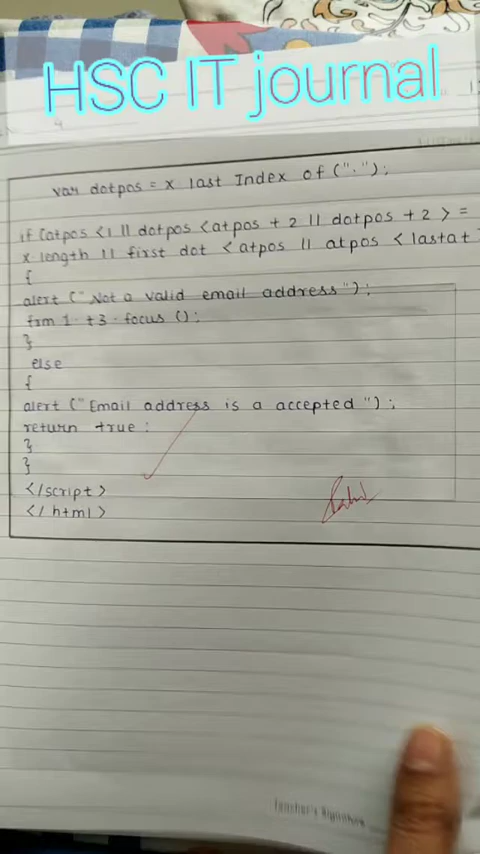 HSC IT journal
var dotpos = x last Index of (".");
if (atpos <1 || dotpos <atpos + 2 || dotpos + 2 > =
x.length || first dot < atpos || atpos < lastat
{
alert ("Not a valid email address");
frm 1. t3. focus ();
}
else
{
alert ("Email address is a accepted ");
return true ;
}
}
</script>
</html>
Teacher's Signature